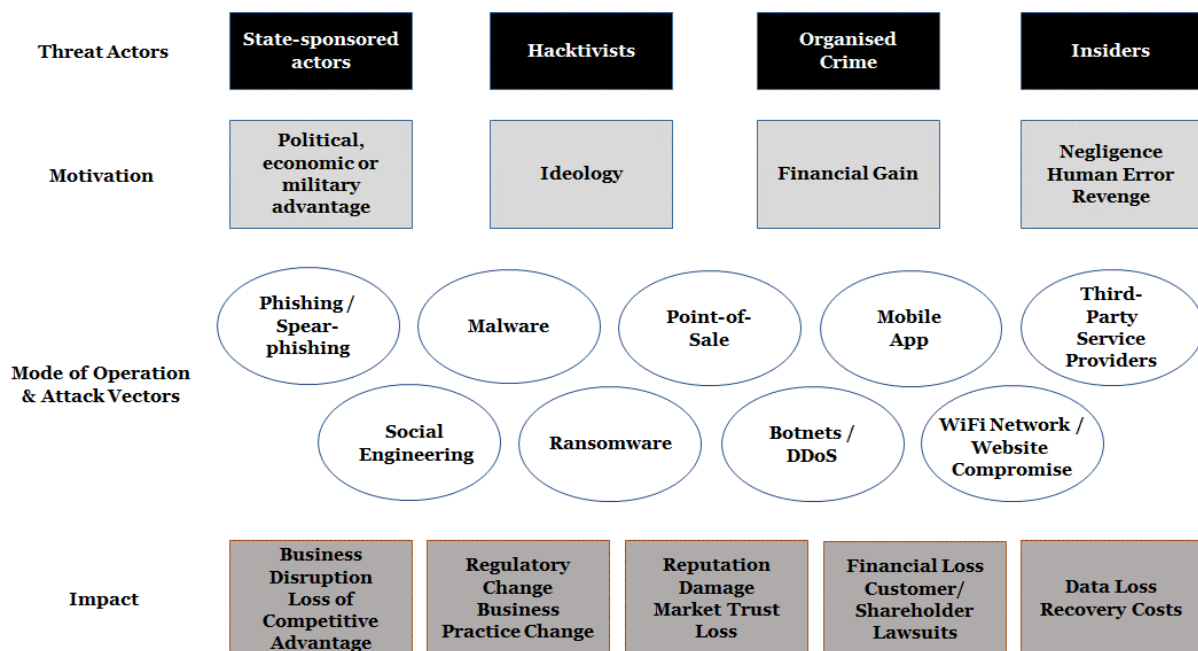 Threat Actors
State-sponsored
actors
Hacktivists
Organised
Crime
Insiders
Motivation
Political,
economic or
military
advantage
Ideology
Financial Gain
Negligence
Human Error
Revenge
Mode of Operation
& Attack Vectors
Phishing /
Spear-
phishing
Malware
Point-of-
Sale
Mobile
App
Third-
Party
Service
Providers
Social
Engineering
Ransomware
Botnets /
DDoS
WiFi Network /
Website
Compromise
Impact
Business
Disruption
Loss of
Competitive
Advantage
Regulatory
Change
Business
Practice Change
Reputation
Damage
Market Trust
Loss
Financial Loss
Customer/
Shareholder
Lawsuits
Data Loss
Recovery Costs